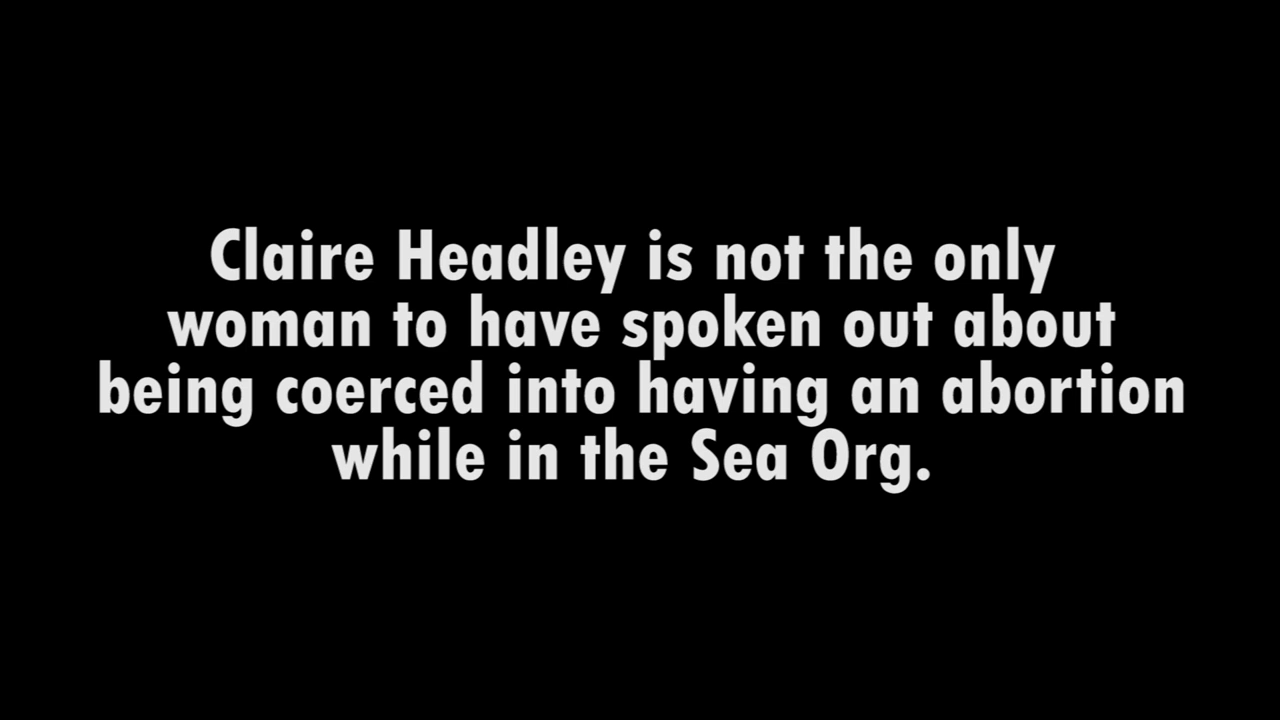 Claire Headley is not the only
woman to have spoken out about
being coerced into having an abortion
while in the Sea Org.